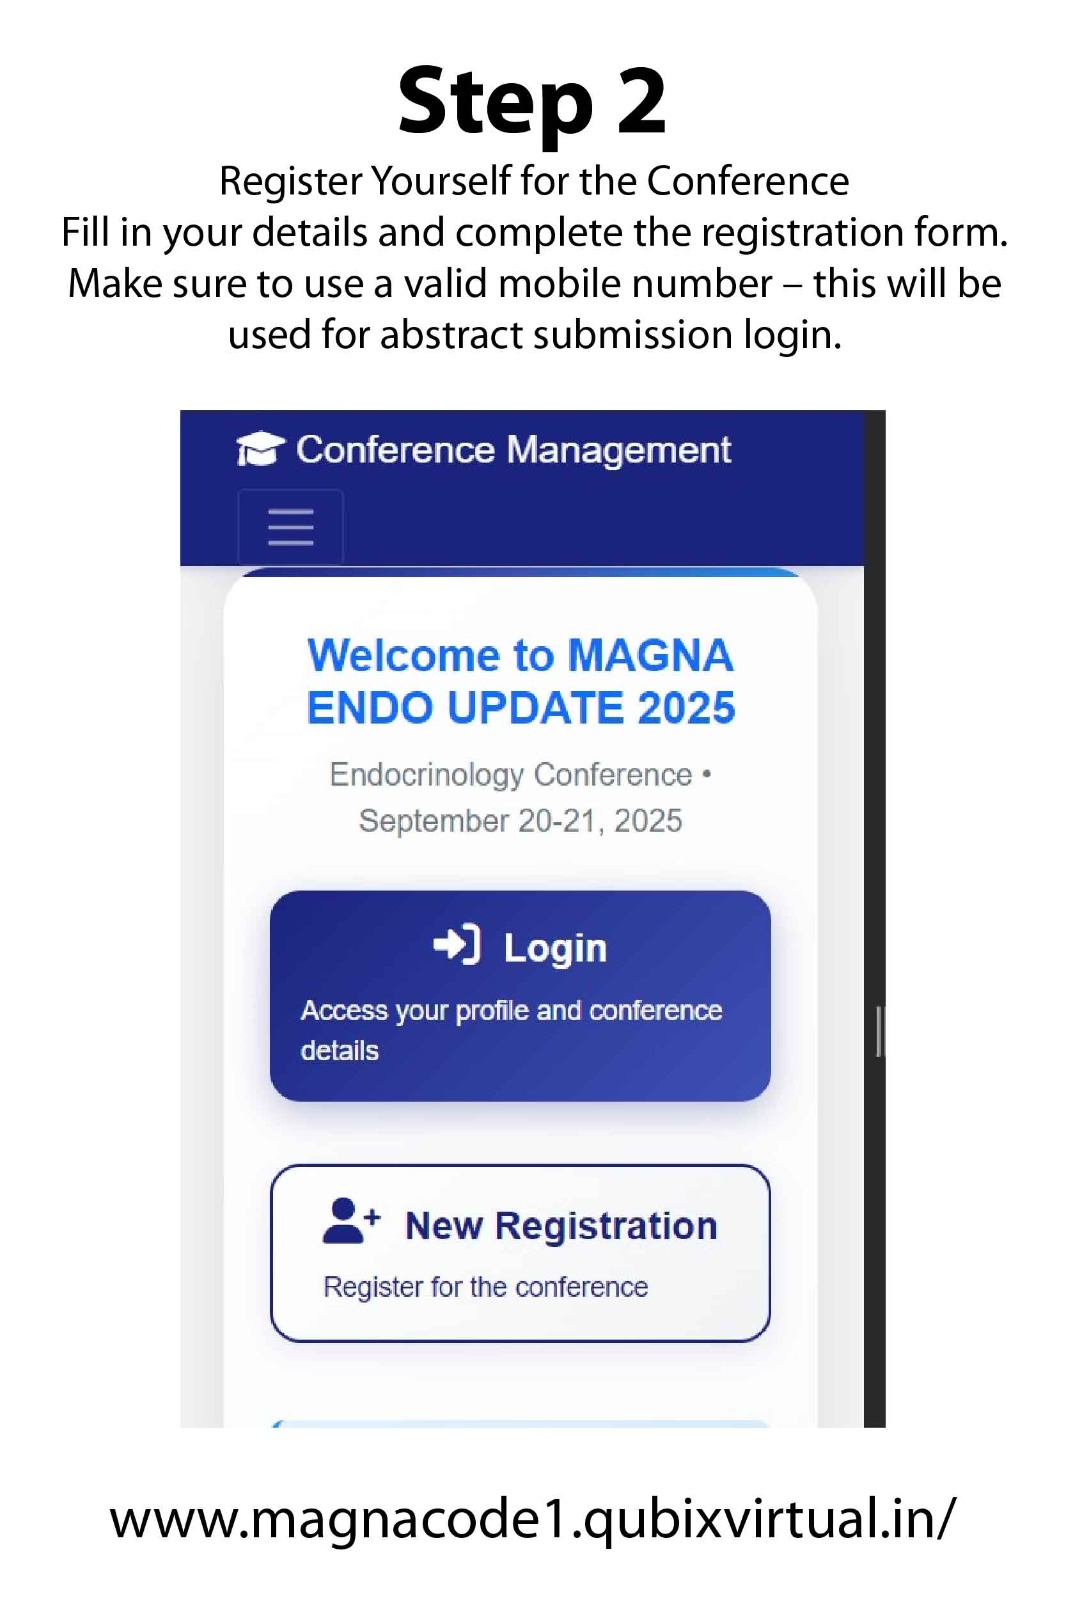 Step 2
Register Yourself for the Conference
Fill in your details and complete the registration form.
Make sure to use a valid mobile number – this will be
used for abstract submission login.
Conference Management
Welcome to MAGNA
ENDO UPDATE 2025
Endocrinology Conference •
September 20-21, 2025
Login
Access your profile and conference
details
New Registration
Register for the conference
www.magnacode1.qubixvirtual.in/